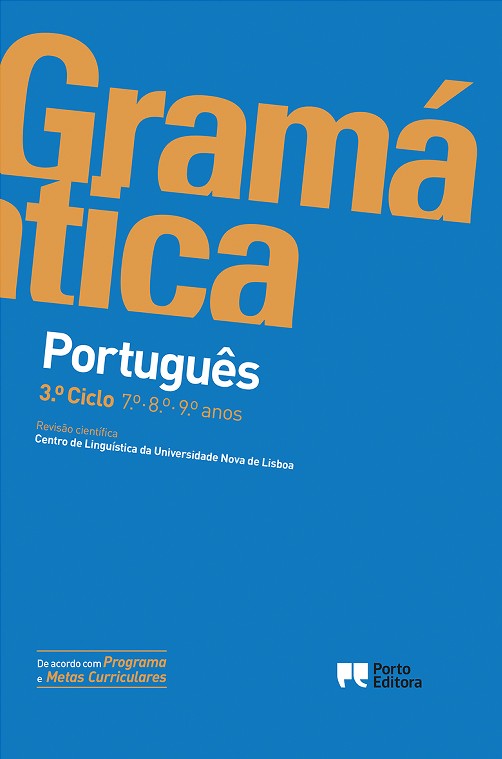 Gramá
ática
Português
3.º Ciclo 7.º · 8.º · 9.º anos
Revisão científica
Centro de Linguística da Universidade Nova de Lisboa
De acordo com Programa
e Metas Curriculares
Porto
Editora